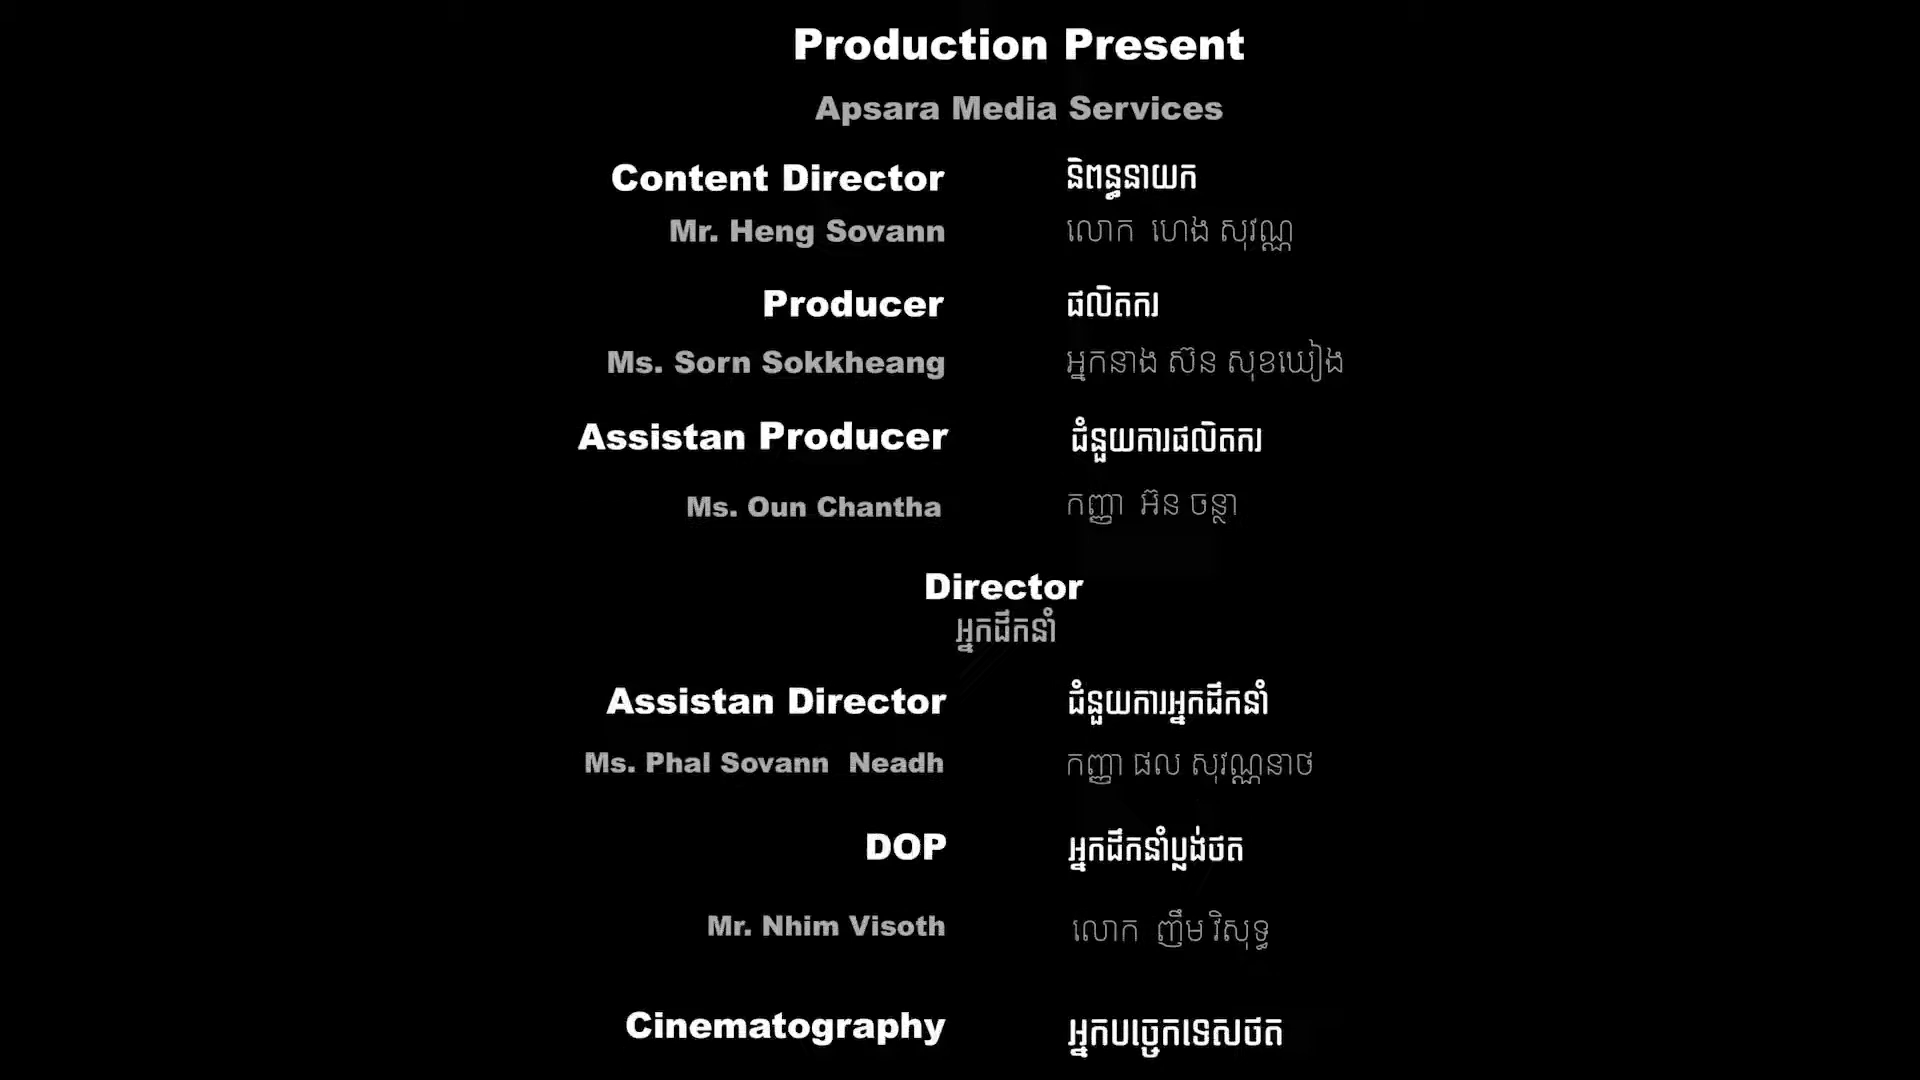 Production Present
Apsara Media Services
Content Director និពន្ធនាយក
Mr. Heng Sovann លោក ហេង សុវណ្ណ
Producer ផលិតករ
Ms. Sorn Sokkheang អ្នកនាង ស៊ន សុខឃៀង
Assistan Producer ជំនួយការផលិតករ
Ms. Oun Chantha កញ្ញា អ៊ន ចន្ថា
Director
អ្នកដឹកនាំ
Assistan Director ជំនួយការអ្នកដឹកនាំ
Ms. Phal Sovann Neadh កញ្ញា ផល សុវណ្ណនាថ
DOP អ្នកដឹកនាំប្លង់ថត
Mr. Nhim Visoth លោក ញឹម វិសុទ្ធ
Cinematography អ្នកបច្ចេកទេសថត